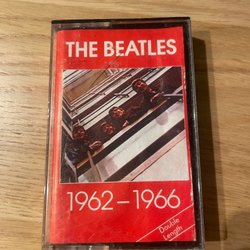 THE BEATLES
1962–1966
Double
Length